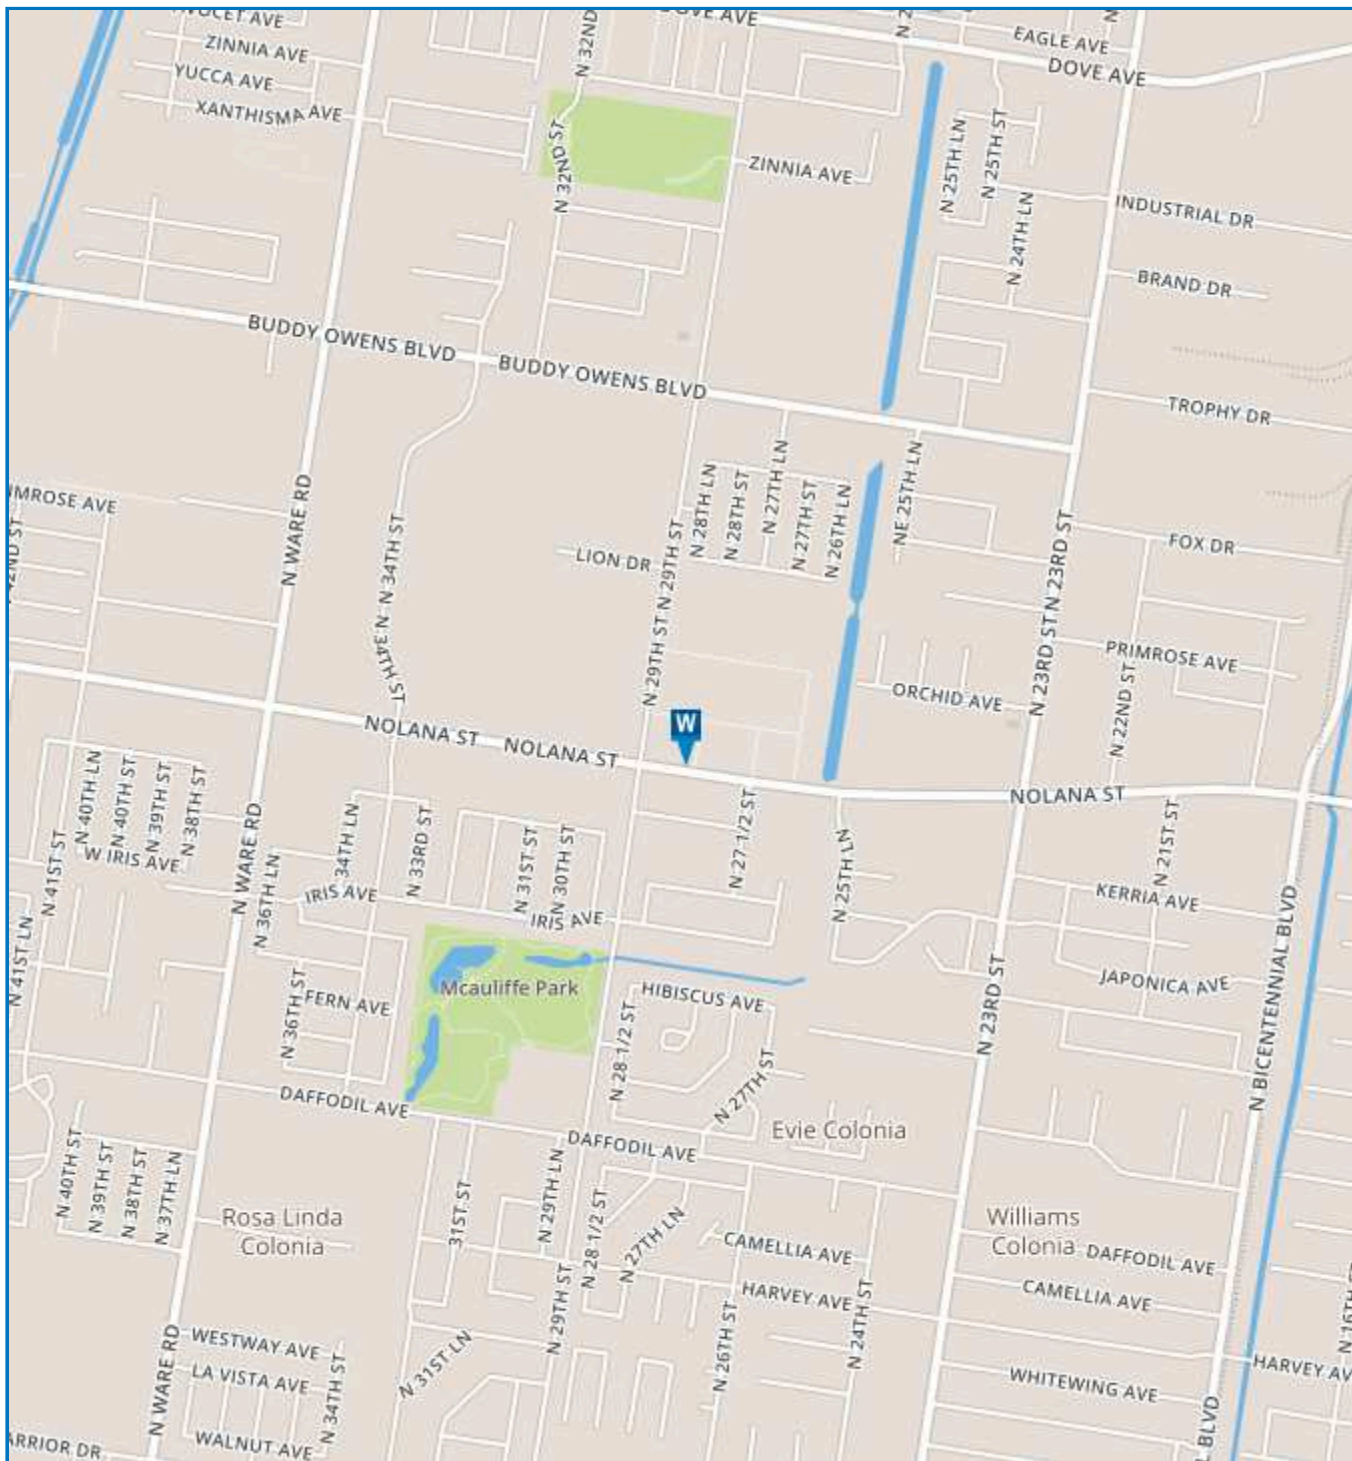 DOVE AVE
EAGLE AVE
ZINNIA AVE
DOVE AVE
N 32ND
YUCCA AVE
XANTHISMA AVE
N 32ND ST
ZINNIA AVE
N 25TH LN
N 25TH ST
N 24TH LN
INDUSTRIAL DR
BRAND DR
BUDDY OWENS BLVD
BUDDY OWENS BLVD
TROPHY DR
N WARE RD
N 34TH ST
N 34TH ST
LION DR
N 29TH ST
N 29TH ST
N 28TH LN
N 28TH ST
N 27TH LN
N 27TH ST
N 26TH LN
NE 25TH LN
N 23RD ST
N 23RD ST
FOX DR
PRIMROSE AVE
ORCHID AVE
N 22ND ST
W
NOLANA ST
NOLANA ST
NOLANA ST
N 40TH LN
N 40TH ST
N 39TH ST
N 38TH ST
W IRIS AVE
N 41ST ST
N 41ST LN
N WARE RD
N 36TH LN
34TH LN
N 33RD ST
IRIS AVE
N 31ST ST
N 30TH ST
IRIS AVE
N 27 1/2 ST
N 25TH LN
N 21ST ST
KERRIA AVE
JAPONICA AVE
N BICENTENNIAL BLVD
N 23RD ST
Mcauliffe Park
HIBISCUS AVE
N 36TH ST
FERN AVE
N 28 1/2 ST
N 27TH ST
DAFFODIL AVE
DAFFODIL AVE
Evie Colonia
N 40TH ST
N 39TH ST
N 38TH ST
N 37TH LN
Rosa Linda
Colonia
31ST ST
N 29TH LN
N 28 1/2 ST
N 27TH LN
CAMELLIA AVE
Williams
Colonia
DAFFODIL AVE
CAMELLIA AVE
HARVEY AVE
N 29TH ST
N 26TH ST
N 24TH ST
N WARE RD
WESTWAY AVE
LA VISTA AVE
N 34TH ST
N 31ST LN
WALNUT AVE
WHITEWING AVE
HARVEY AV
BLVD